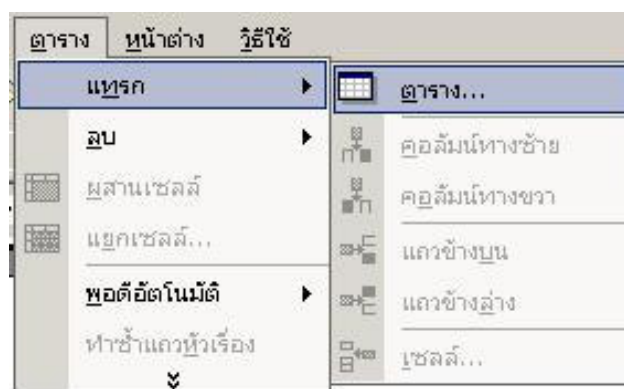 ตาราง หน้าต่าง วิธีใช้
แทรก
ลบ
ผสานเซลล์
แยกเซลล์...
พอดีอัตโนมัติ
ทำซ้ำแถวหัวเรื่อง
ตาราง...
คอลัมน์ทางซ้าย
คอลัมน์ทางขวา
แถวข้างบน
แถวข้างล่าง
เซลล์...